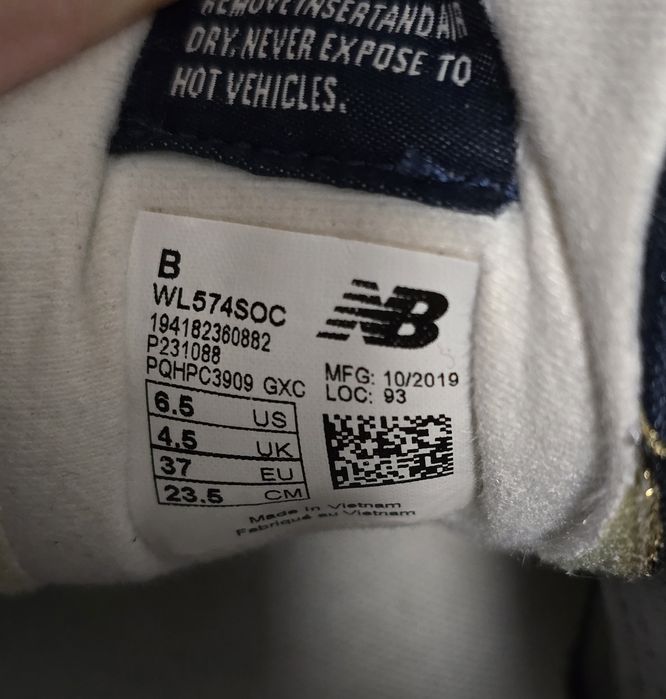 REMOVE INSERT AND AIR
DRY. NEVER EXPOSE TO
HOT VEHICLES.
B
WL574SOC
194182360882
P231088
PQHPC3909 GXC
NB
MFG: 10/2019
LOC: 93
6.5 US
4.5 UK
37 EU
23.5 CM
Made in Vietnam
Fabriqué au Vietnam